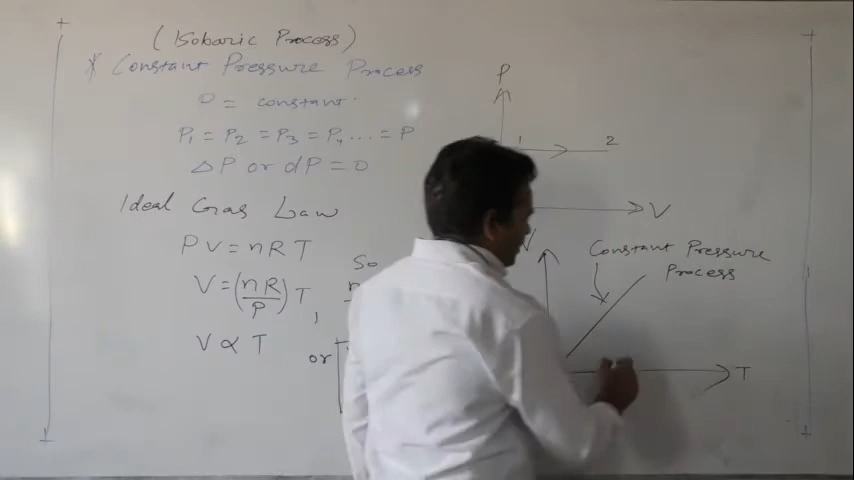 (Isobaric Process)
* Constant Pressure Process
P = constant.
P₁ = P₂ = P₃ = P₄ ... = P
ΔP or dP = 0
Ideal Gas Law
PV = nRT
V = (nR/P) T,
V ∝ T
So
or
P
1 2
V
V
Constant Pressure
Process
T